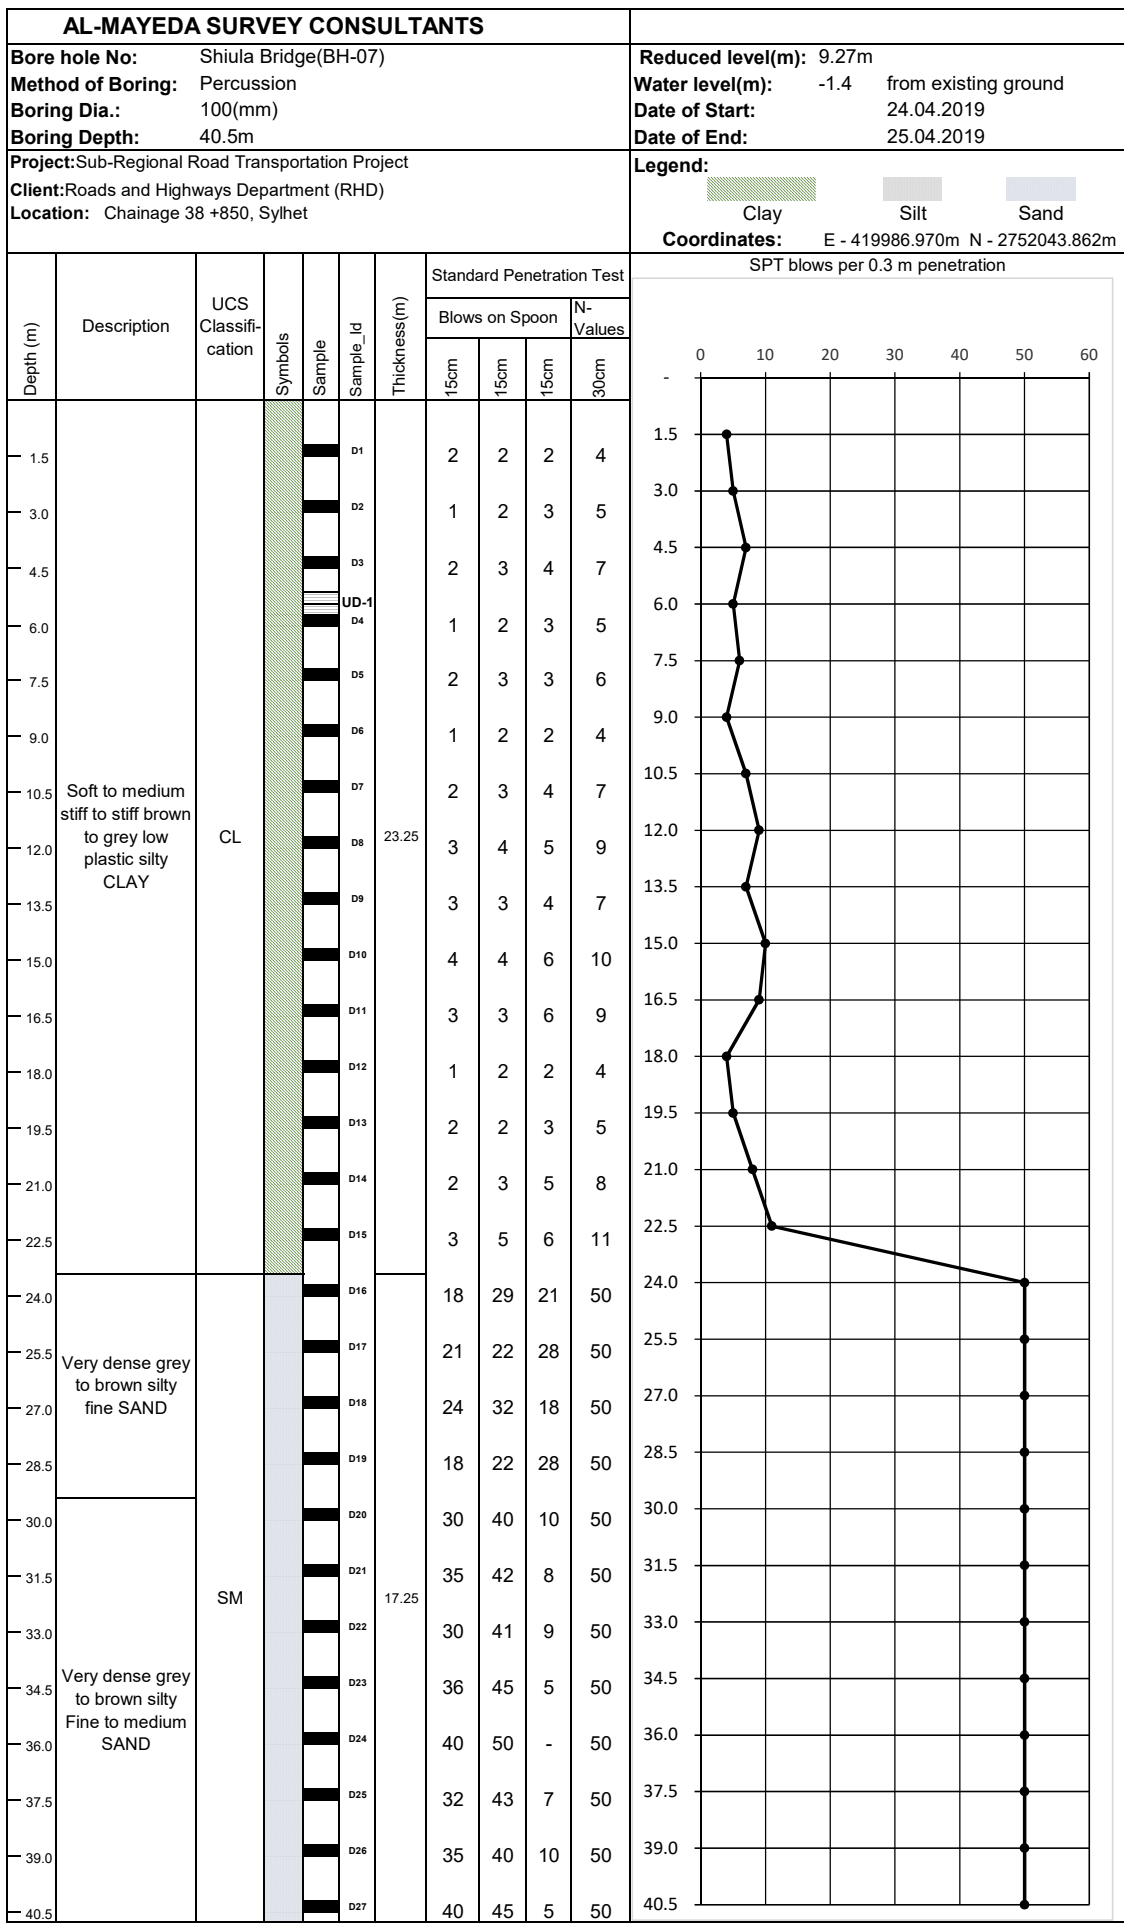 AL-MAYEDA SURVEY CONSULTANTS
Bore hole No: Shiula Bridge(BH-07)
Method of Boring: Percussion
Boring Dia.: 100(mm)
Boring Depth: 40.5m
Reduced level(m): 9.27m
Water level(m): -1.4 from existing ground
Date of Start: 24.04.2019
Date of End: 25.04.2019
Project:Sub-Regional Road Transportation Project
Client:Roads and Highways Department (RHD)
Location: Chainage 38 +850, Sylhet
Legend:
Clay Silt Sand
Coordinates: E - 419986.970m N - 2752043.862m
Depth (m)
Description
UCS
Classifi-
cation
Symbols
Sample
Sample_Id
Thickness(m)
Standard Penetration Test
Blows on Spoon
N-
Values
15cm 15cm 15cm 30cm
1.5 D1 2 2 2 4
3.0 D2 1 2 3 5
4.5 D3 2 3 4 7
UD-1
6.0 D4 1 2 3 5
7.5 D5 2 3 3 6
9.0 D6 1 2 2 4
10.5 D7 2 3 4 7
12.0 D8 3 4 5 9
13.5 D9 3 3 4 7
15.0 D10 4 4 6 10
16.5 D11 3 3 6 9
18.0 D12 1 2 2 4
19.5 D13 2 2 3 5
21.0 D14 2 3 5 8
22.5 D15 3 5 6 11
24.0 D16 18 29 21 50
25.5 D17 21 22 28 50
27.0 D18 24 32 18 50
28.5 D19 18 22 28 50
30.0 D20 30 40 10 50
31.5 D21 35 42 8 50
33.0 D22 30 41 9 50
34.5 D23 36 45 5 50
36.0 D24 40 50 - 50
37.5 D25 32 43 7 50
39.0 D26 35 40 10 50
40.5 D27 40 45 5 50
Soft to medium
stiff to stiff brown
to grey low
plastic silty
CLAY
CL
23.25
Very dense grey
to brown silty
fine SAND
Very dense grey
to brown silty
Fine to medium
SAND
SM
17.25
SPT blows per 0.3 m penetration
0 10 20 30 40 50 60
-
1.5
3.0
4.5
6.0
7.5
9.0
10.5
12.0
13.5
15.0
16.5
18.0
19.5
21.0
22.5
24.0
25.5
27.0
28.5
30.0
31.5
33.0
34.5
36.0
37.5
39.0
40.5